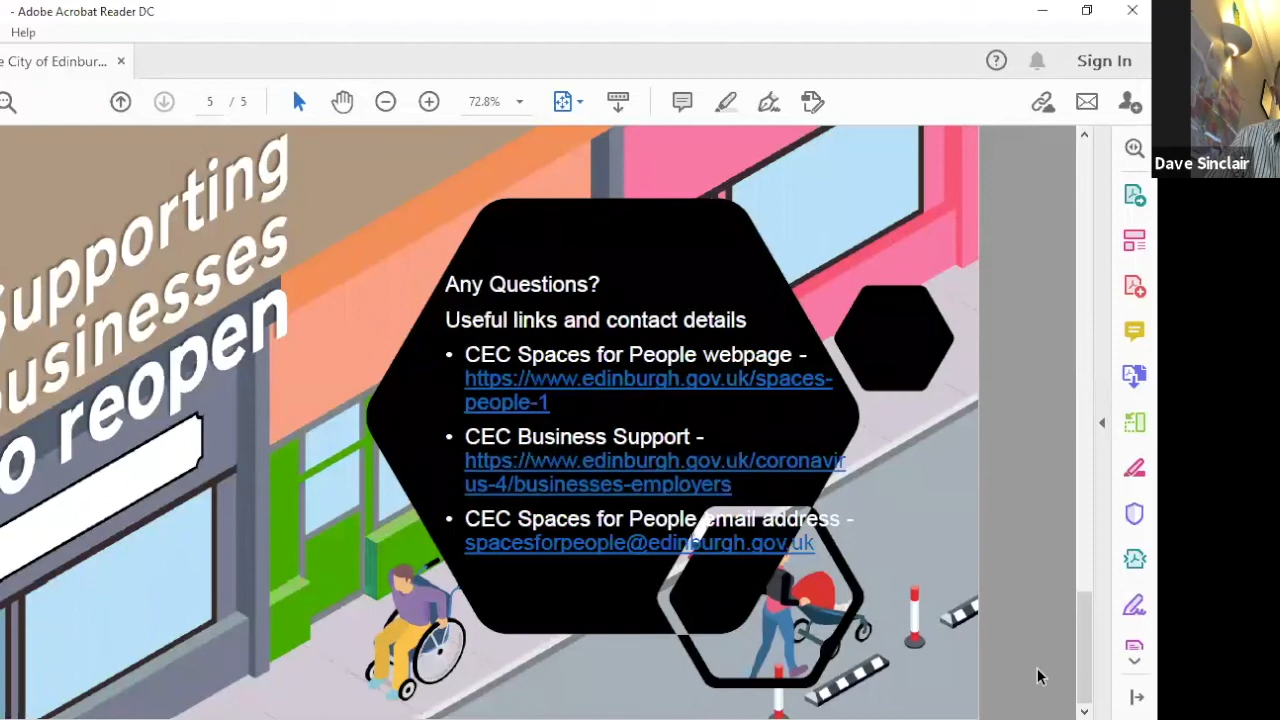 - Adobe Acrobat Reader DC
Help
e City of Edinbur...
Sign In
5 / 5
72.8%
Dave Sinclair
Supporting
businesses
to reopen
Any Questions?
Useful links and contact details
• CEC Spaces for People webpage -
https://www.edinburgh.gov.uk/spaces-
people-1
• CEC Business Support -
https://www.edinburgh.gov.uk/coronavir
us-4/businesses-employers
• CEC Spaces for People email address -
spacesforpeople@edinburgh.gov.uk